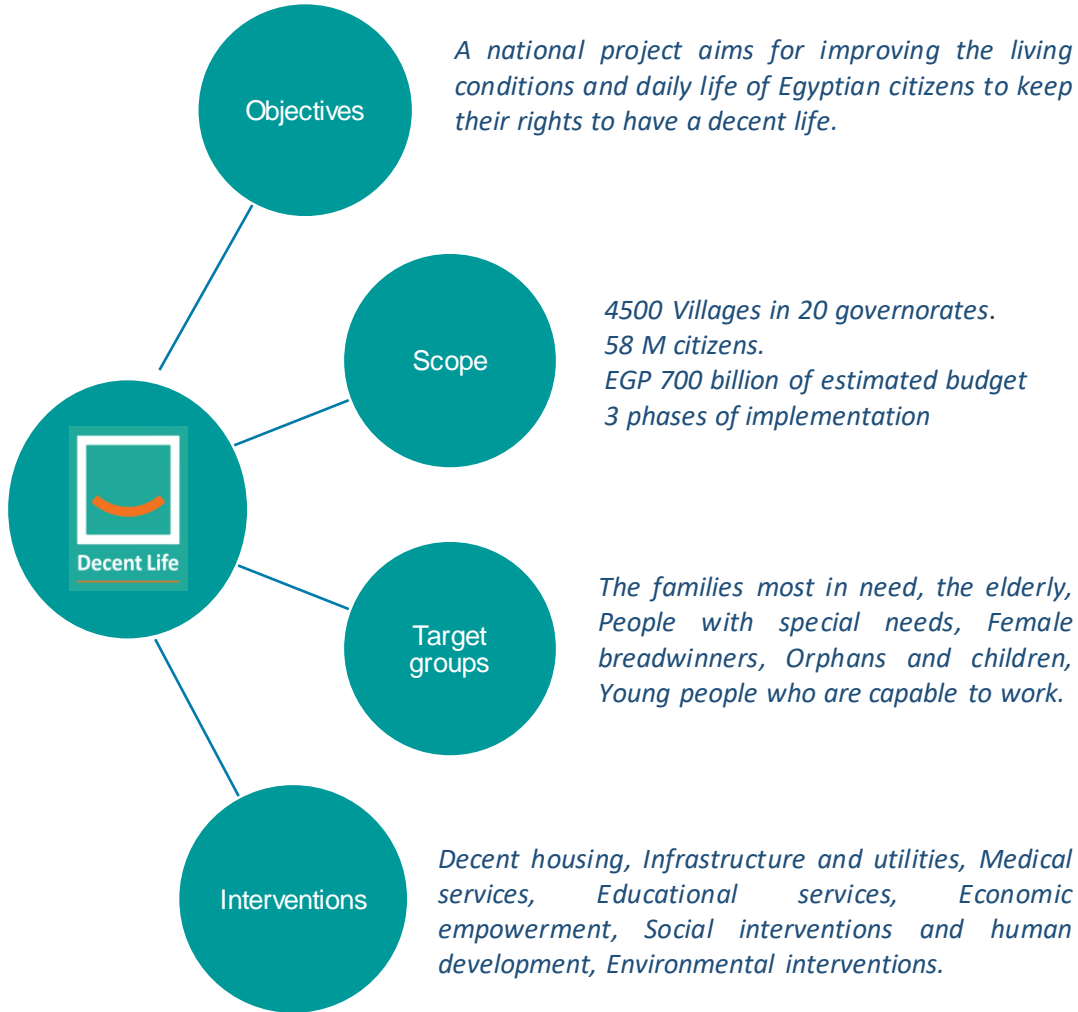 Objectives
A national project aims for improving the living
conditions and daily life of Egyptian citizens to keep
their rights to have a decent life.
Scope
4500 Villages in 20 governorates.
58 M citizens.
EGP 700 billion of estimated budget
3 phases of implementation
Decent Life
Target
groups
The families most in need, the elderly,
People with special needs, Female
breadwinners, Orphans and children,
Young people who are capable to work.
Interventions
Decent housing, Infrastructure and utilities, Medical
services, Educational services, Economic
empowerment, Social interventions and human
development, Environmental interventions.